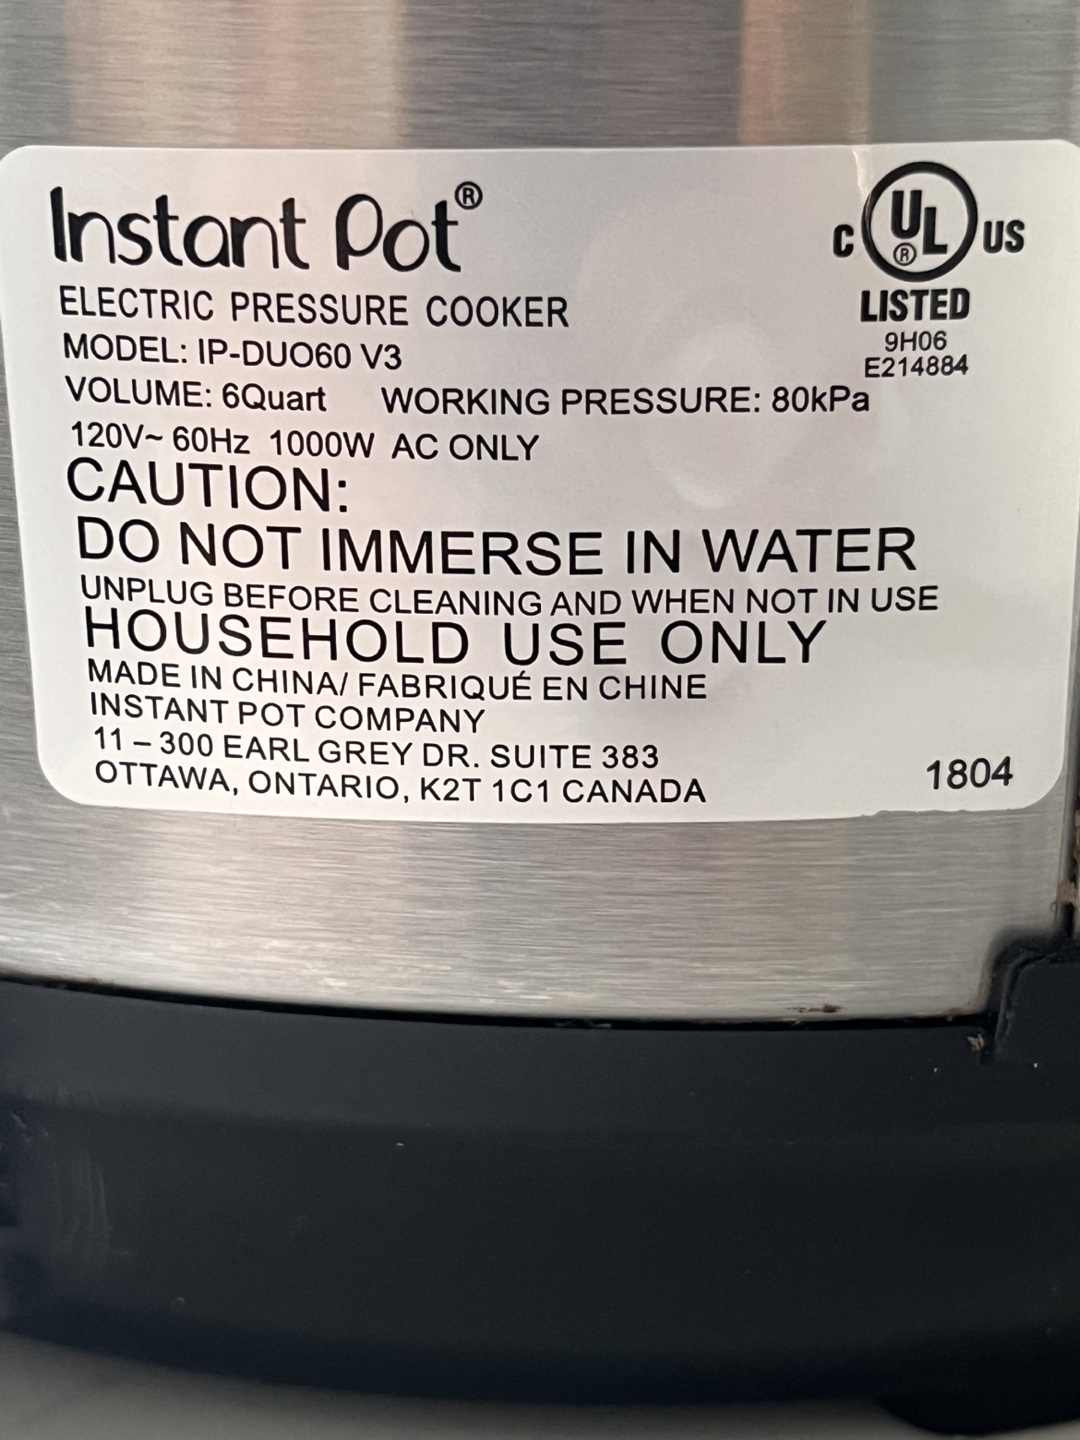 Instant Pot®
C UL® US
LISTED
9H06
E214884
ELECTRIC PRESSURE COOKER
MODEL: IP-DUO60 V3
VOLUME: 6Quart WORKING PRESSURE: 80kPa
120V~ 60Hz 1000W AC ONLY
CAUTION:
DO NOT IMMERSE IN WATER
UNPLUG BEFORE CLEANING AND WHEN NOT IN USE
HOUSEHOLD USE ONLY
MADE IN CHINA/ FABRIQUÉ EN CHINE
INSTANT POT COMPANY
11 – 300 EARL GREY DR. SUITE 383
OTTAWA, ONTARIO, K2T 1C1 CANADA
1804